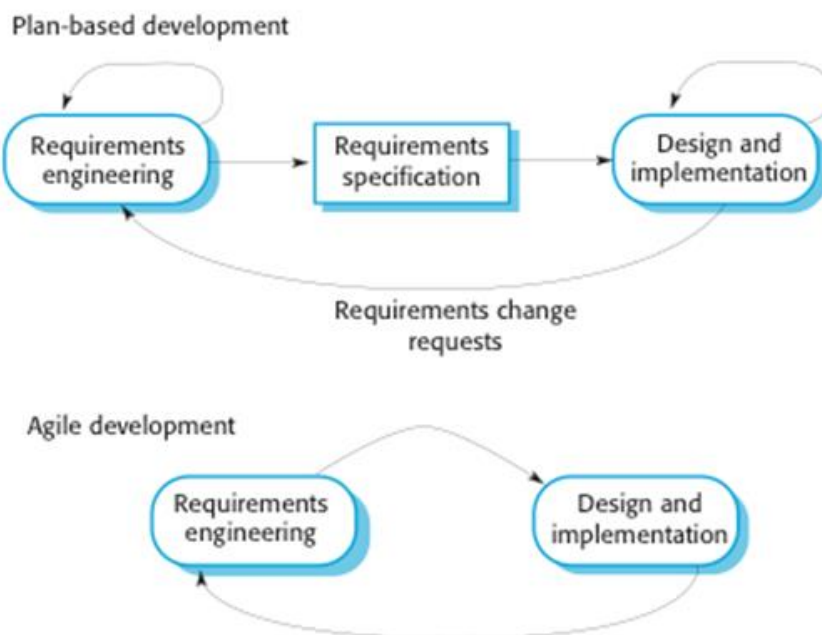 Plan-based development
Requirements
engineering
Requirements
specification
Design and
implementation
Requirements change
requests
Agile development
Requirements
engineering
Design and
implementation